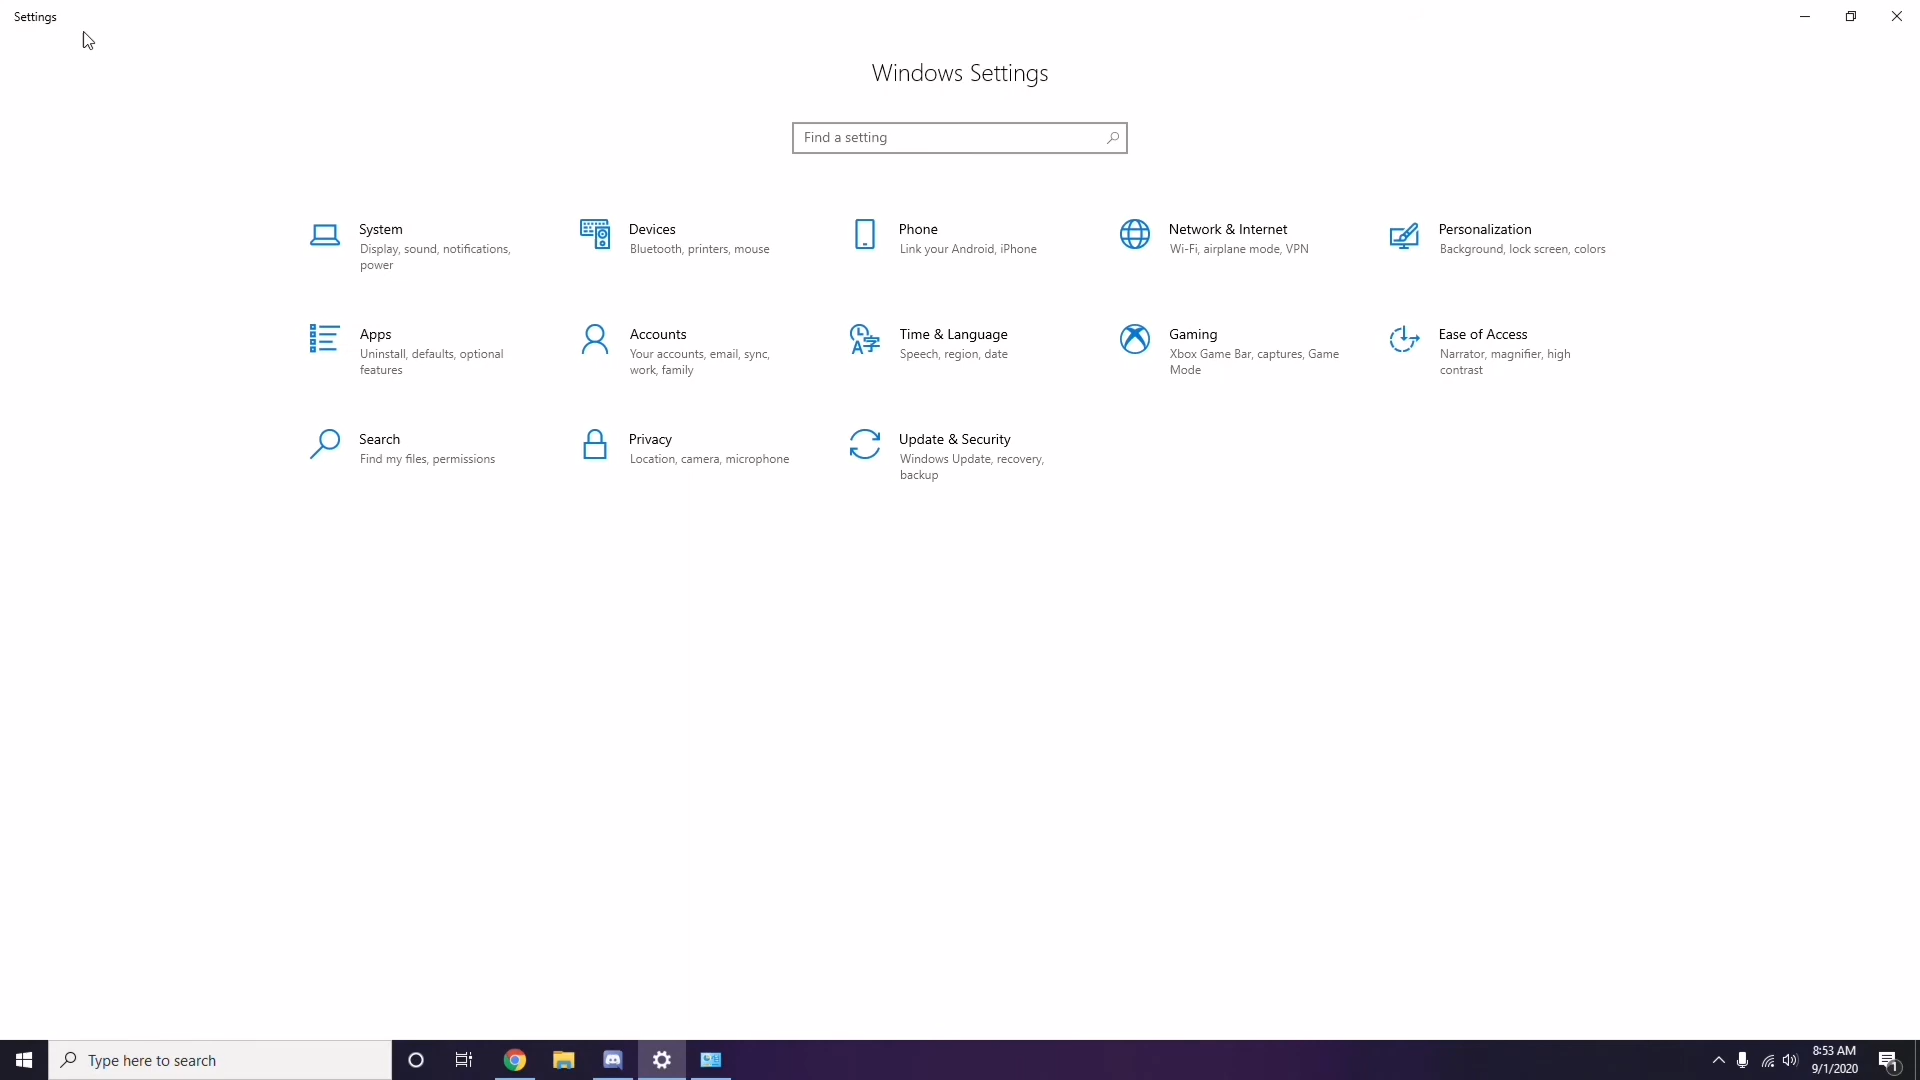 Settings
Windows Settings
Find a setting
System
Display, sound, notifications,
power
Devices
Bluetooth, printers, mouse
Phone
Link your Android, iPhone
Network & Internet
Wi-Fi, airplane mode, VPN
Personalization
Background, lock screen, colors
Apps
Uninstall, defaults, optional
features
Accounts
Your accounts, email, sync,
work, family
Time & Language
Speech, region, date
Gaming
Xbox Game Bar, captures, Game
Mode
Ease of Access
Narrator, magnifier, high
contrast
Search
Find my files, permissions
Privacy
Location, camera, microphone
Update & Security
Windows Update, recovery,
backup
Type here to search
8:53 AM
9/1/2020
1